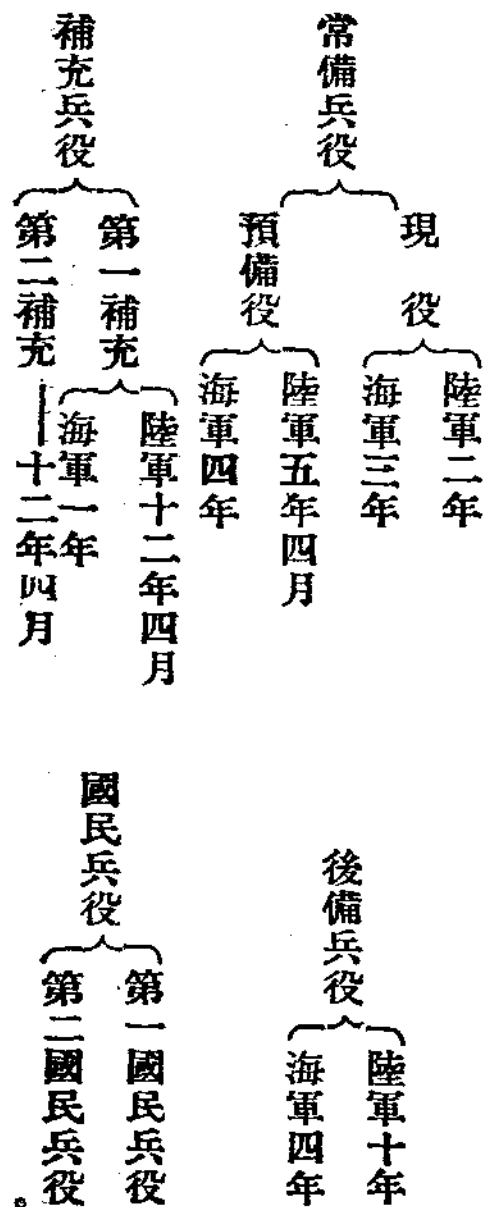 常備兵役
現役
陸軍二年
海軍三年
預備役
陸軍五年四月
海軍四年
後備兵役
陸軍十年
海軍四年
補充兵役
第一補充
陸軍十二年四月
海軍一年
第二補充——十二年四月
國民兵役
第一國民兵役
第二國民兵役。